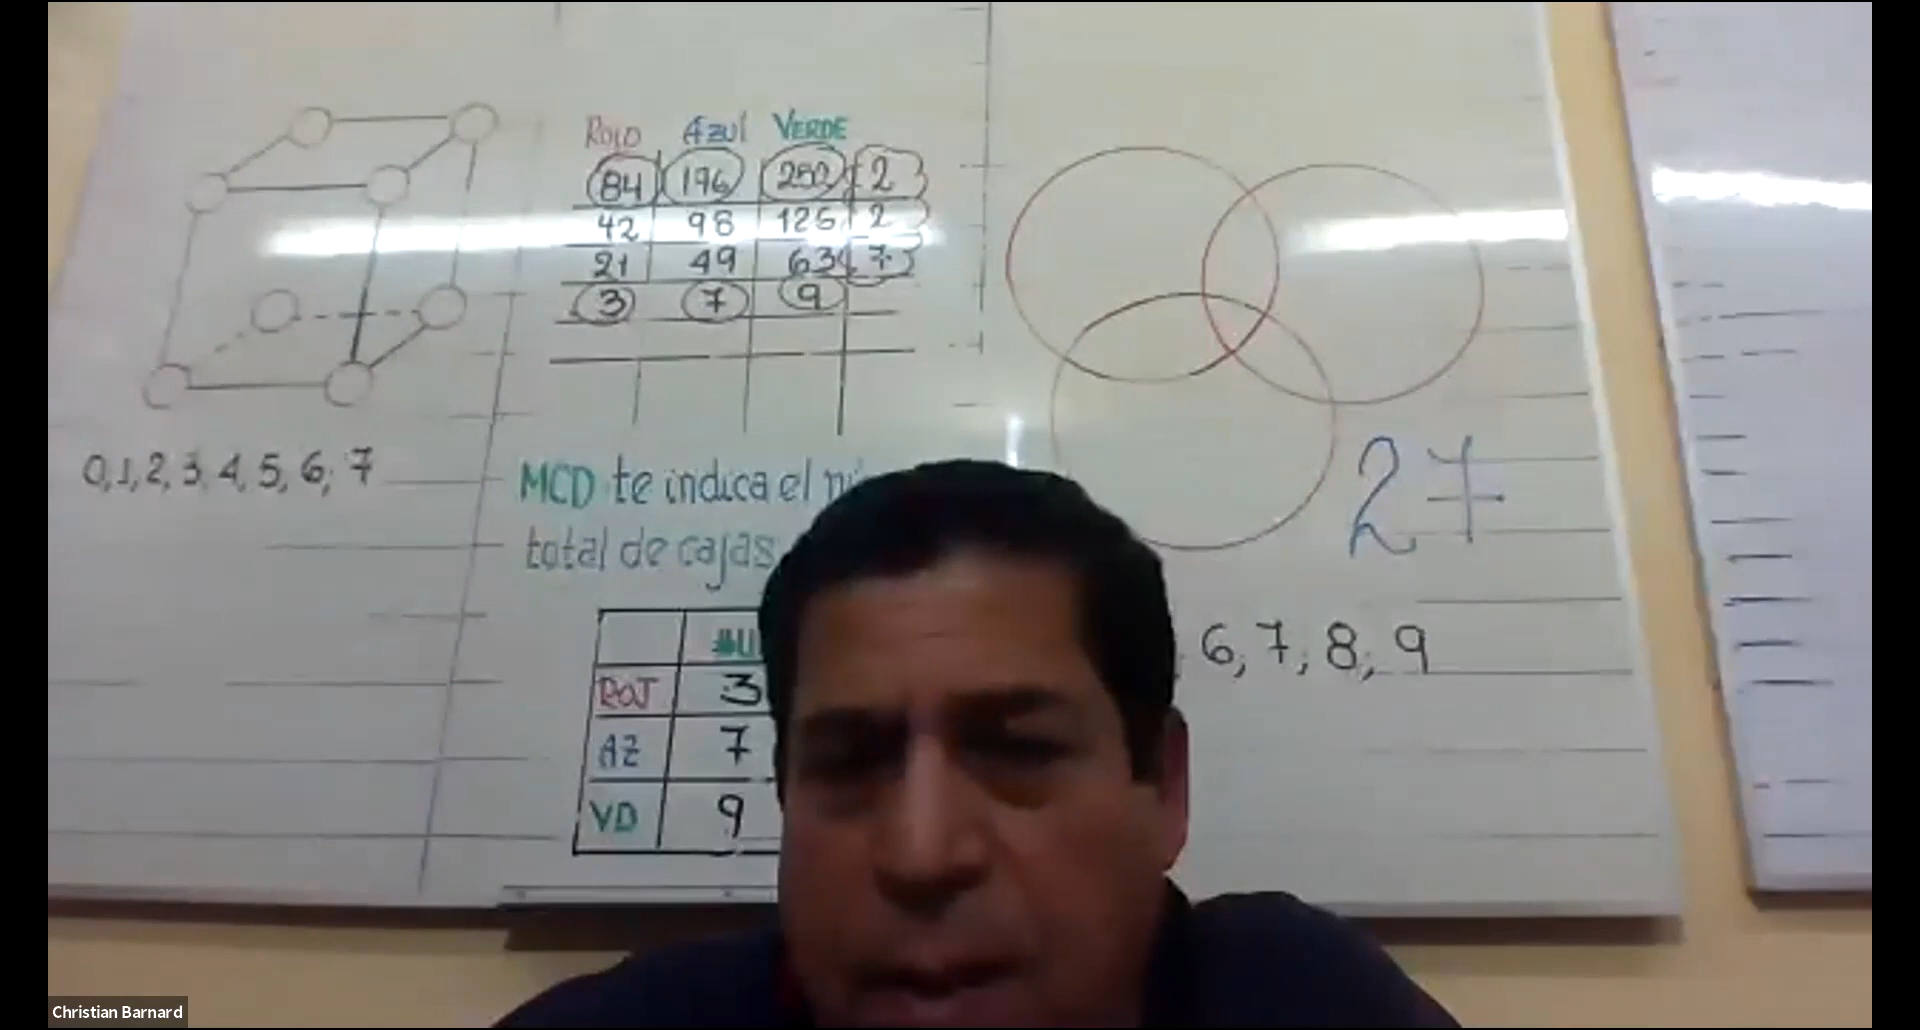 ROJO Azul VERDE
84 196 252 2
42 98 126 2
21 49 63 7
3 7 9
0, 1, 2, 3, 4, 5, 6, 7
MCD te indica el
total de cajas
27
#U
ROJ 3
AZ 7
VD 9
6, 7, 8, 9
Christian Barnard